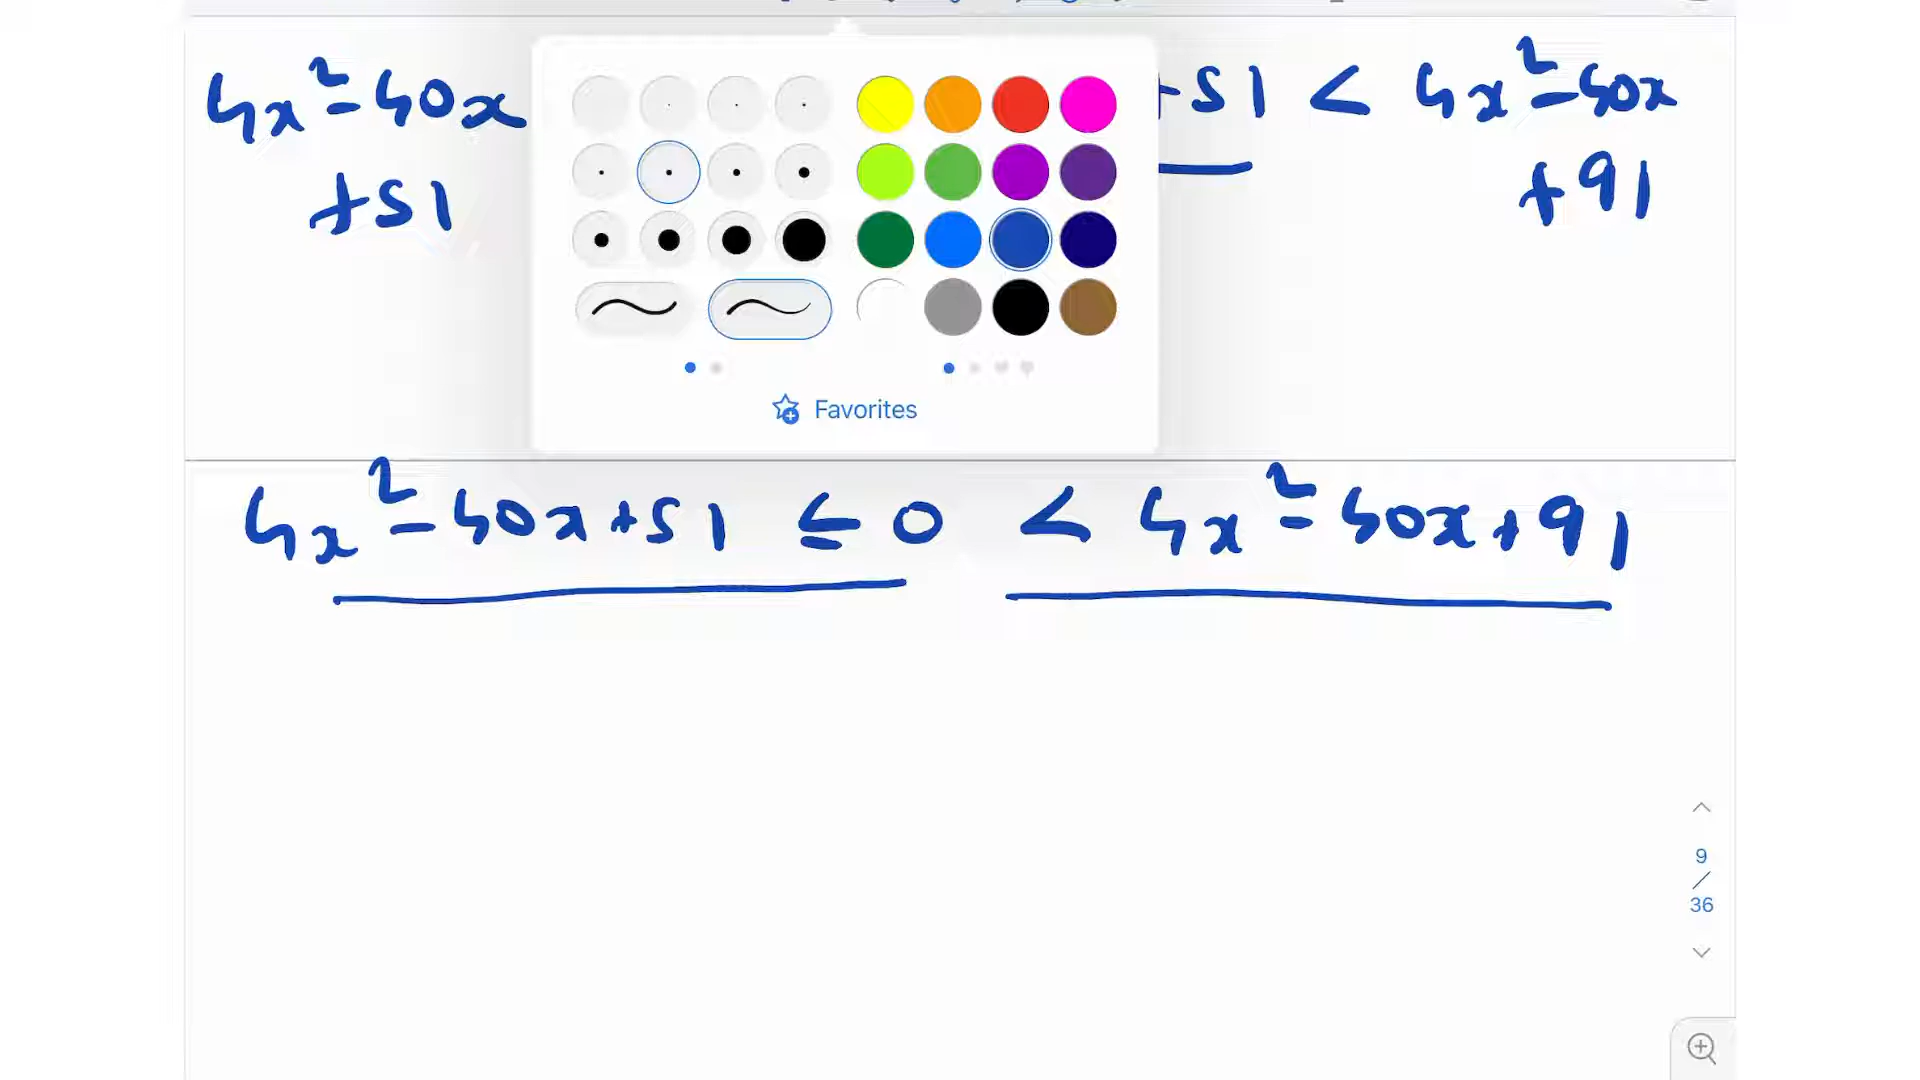 4x²-40x +51 < 4x²-40x
+51 +91
Favorites
4x²-40x+51 ≤ 0 < 4x²-40x+91
9
/
36